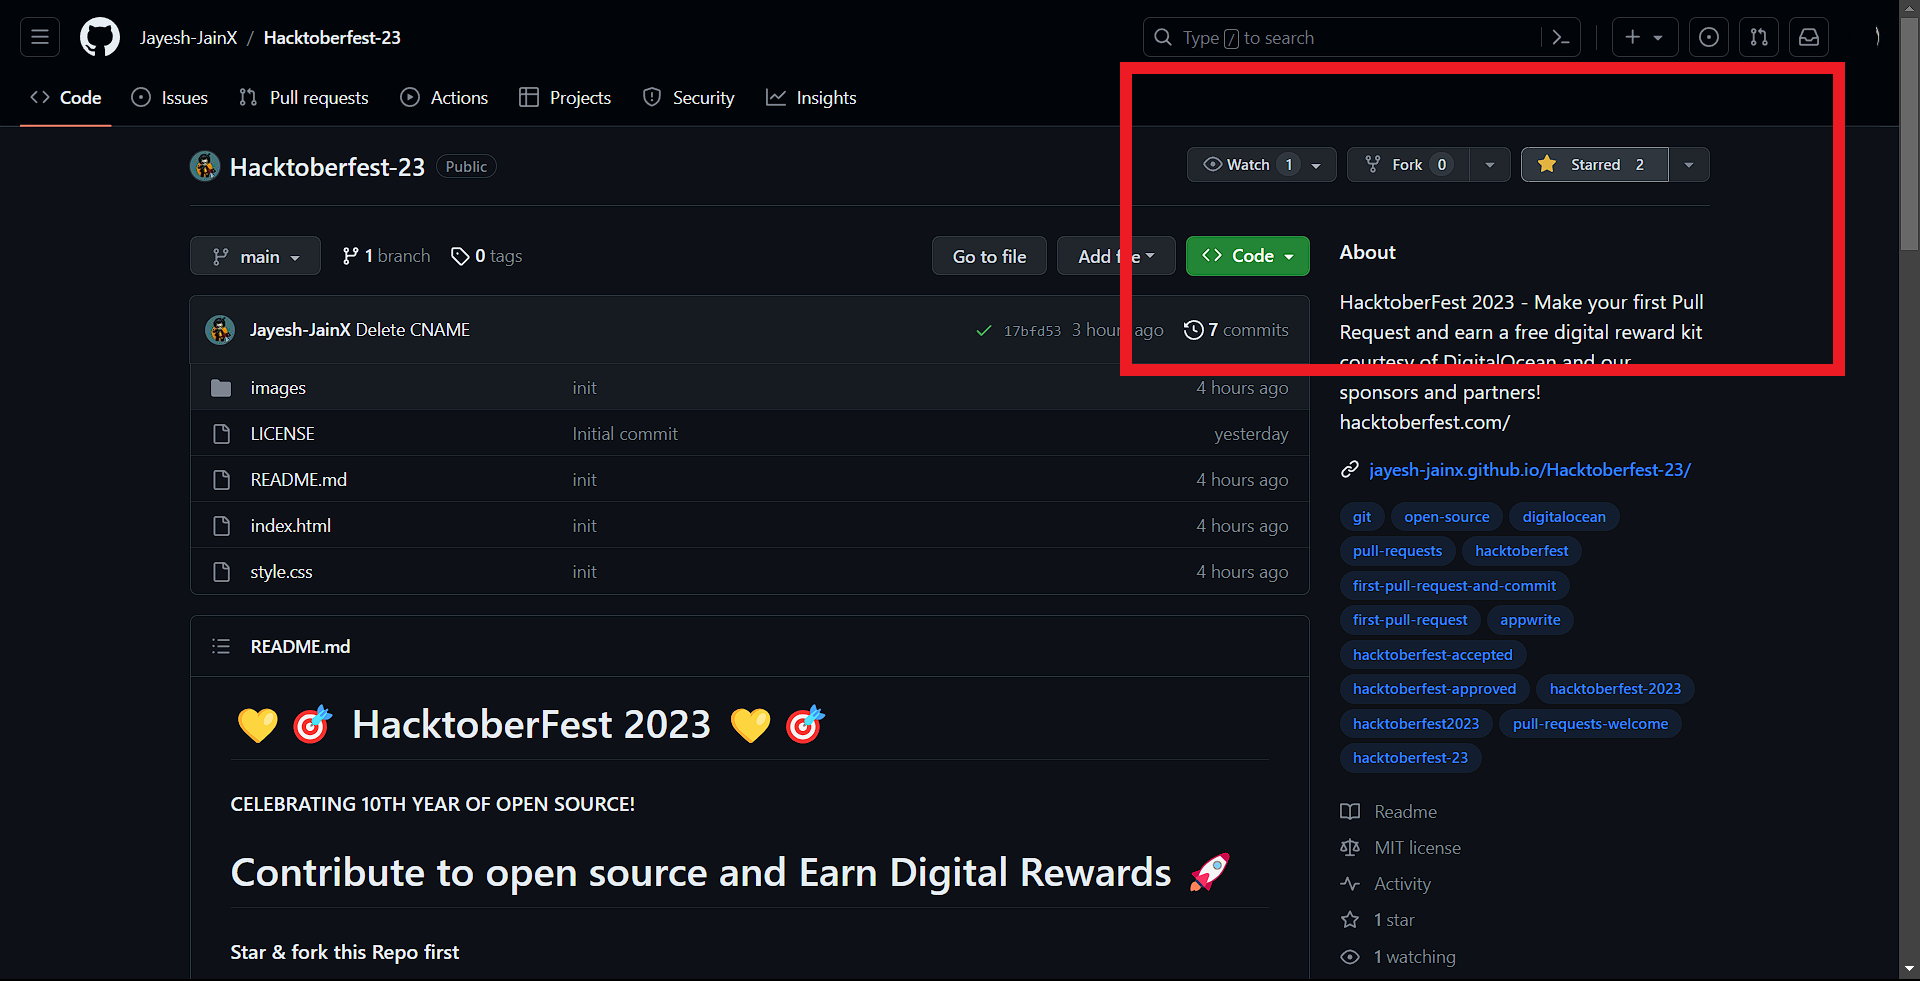 Jayesh-JainX / Hacktoberfest-23
Type / to search
Code Issues Pull requests Actions Projects Security Insights
Hacktoberfest-23 Public
Watch 1 Fork 0 Starred 2
main 1 branch 0 tags
Go to file Add file Code
Jayesh-JainX Delete CNAME 17bfd53 3 hours ago 7 commits
images init 4 hours ago
LICENSE Initial commit yesterday
README.md init 4 hours ago
index.html init 4 hours ago
style.css init 4 hours ago
README.md
💛 🎯 HacktoberFest 2023 💛 🎯
CELEBRATING 10TH YEAR OF OPEN SOURCE!
Contribute to open source and Earn Digital Rewards 🚀
Star & fork this Repo first
About
HacktoberFest 2023 - Make your first Pull
Request and earn a free digital reward kit
courtesy of DigitalOcean and our
sponsors and partners!
hacktoberfest.com/
jayesh-jainx.github.io/Hacktoberfest-23/
git open-source digitalocean
pull-requests hacktoberfest
first-pull-request-and-commit
first-pull-request appwrite
hacktoberfest-accepted
hacktoberfest-approved hacktoberfest-2023
hacktoberfest2023 pull-requests-welcome
hacktoberfest-23
Readme
MIT license
Activity
1 star
1 watching